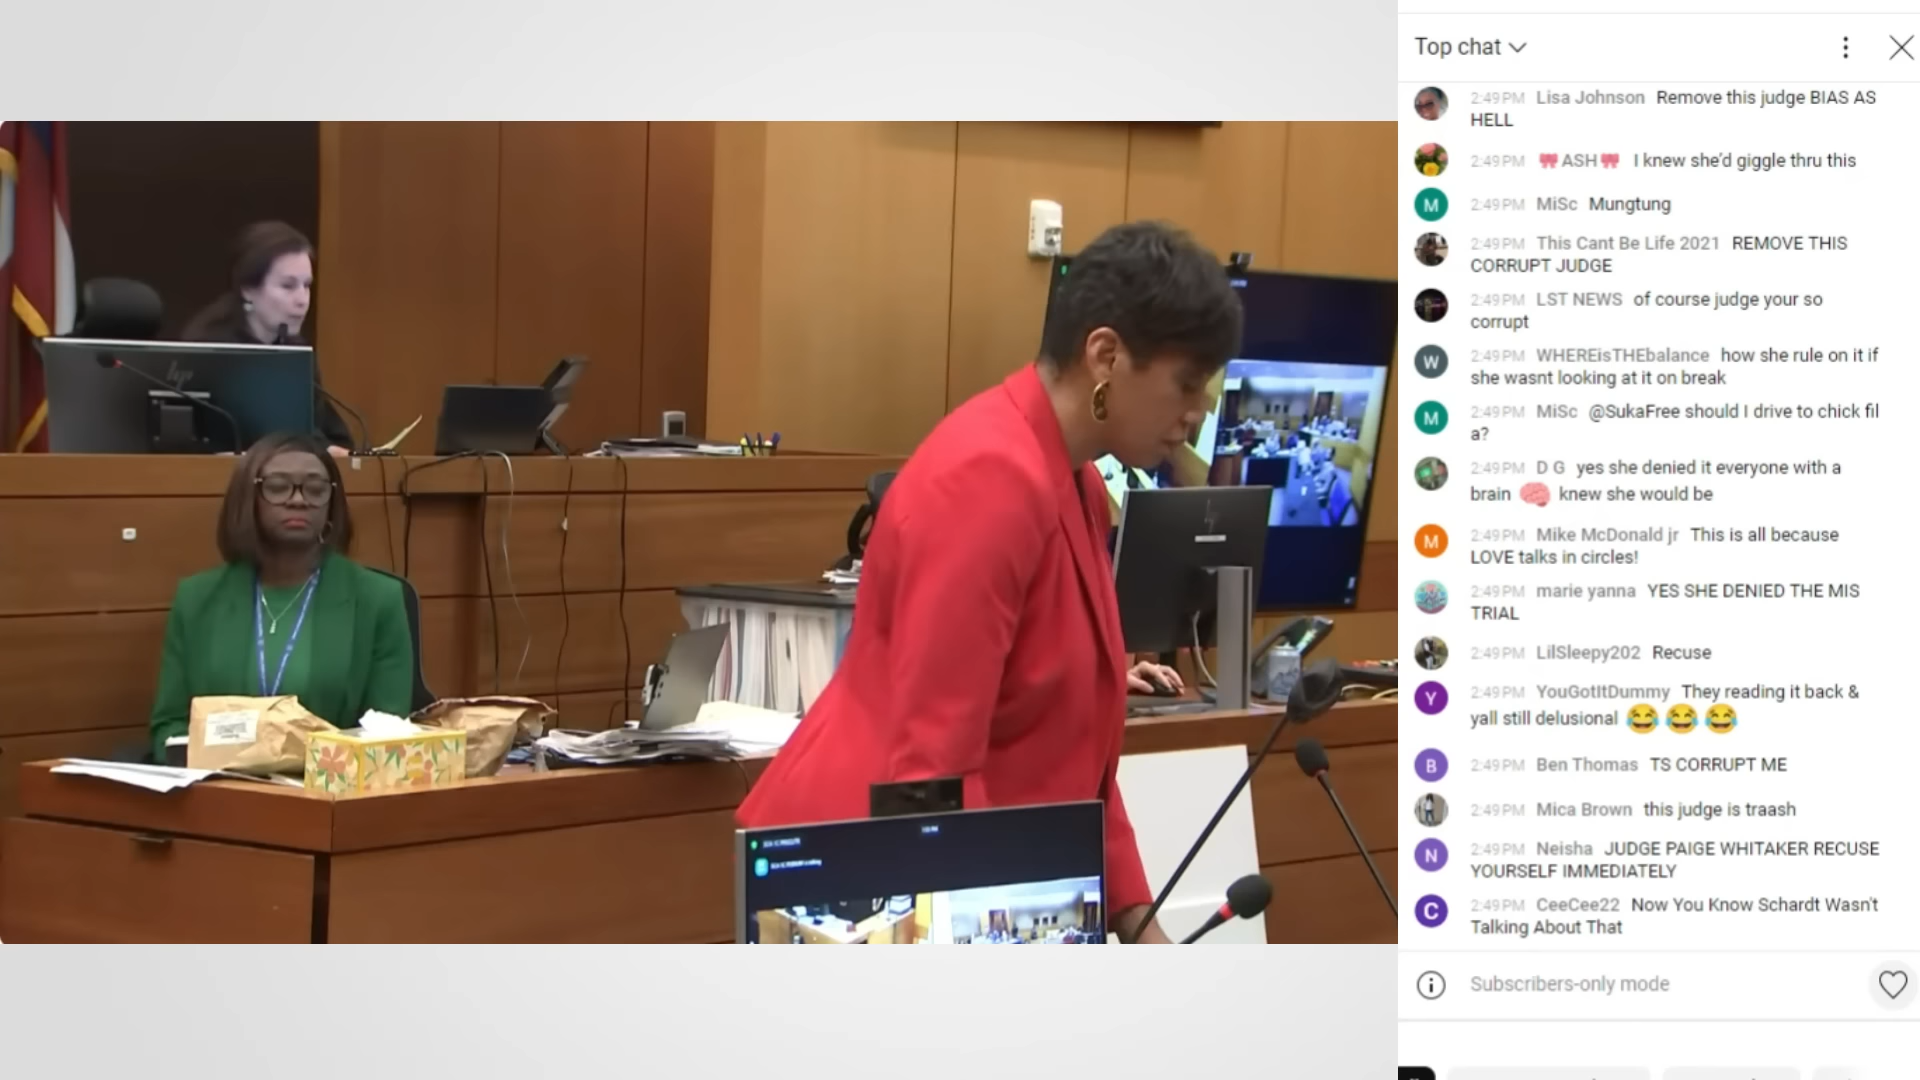 Top chat
2:49 PM Lisa Johnson Remove this judge BIAS AS
HELL
2:49 PM 🎀ASH🎀 I knew she'd giggle thru this
M 2:49 PM MiSc Mungtung
2:49 PM This Cant Be Life 2021 REMOVE THIS
CORRUPT JUDGE
2:49 PM LST NEWS of course judge your so
corrupt
W 2:49 PM WHEREisTHEbalance how she rule on it if
she wasnt looking at it on break
M 2:49 PM MiSc @SukaFree should I drive to chick fil
a?
2:49 PM D G yes she denied it everyone with a
brain 🧠 knew she would be
M 2:49 PM Mike McDonald jr This is all because
LOVE talks in circles!
2:49 PM marie yanna YES SHE DENIED THE MIS
TRIAL
2:49 PM LilSleepy202 Recuse
Y 2:49 PM YouGotItDummy They reading it back &
yall still delusional 😂 😂 😂
B 2:49 PM Ben Thomas TS CORRUPT ME
2:49 PM Mica Brown this judge is traash
N 2:49 PM Neisha JUDGE PAIGE WHITAKER RECUSE
YOURSELF IMMEDIATELY
C 2:49 PM CeeCee22 Now You Know Schardt Wasn't
Talking About That
Subscribers-only mode
hp